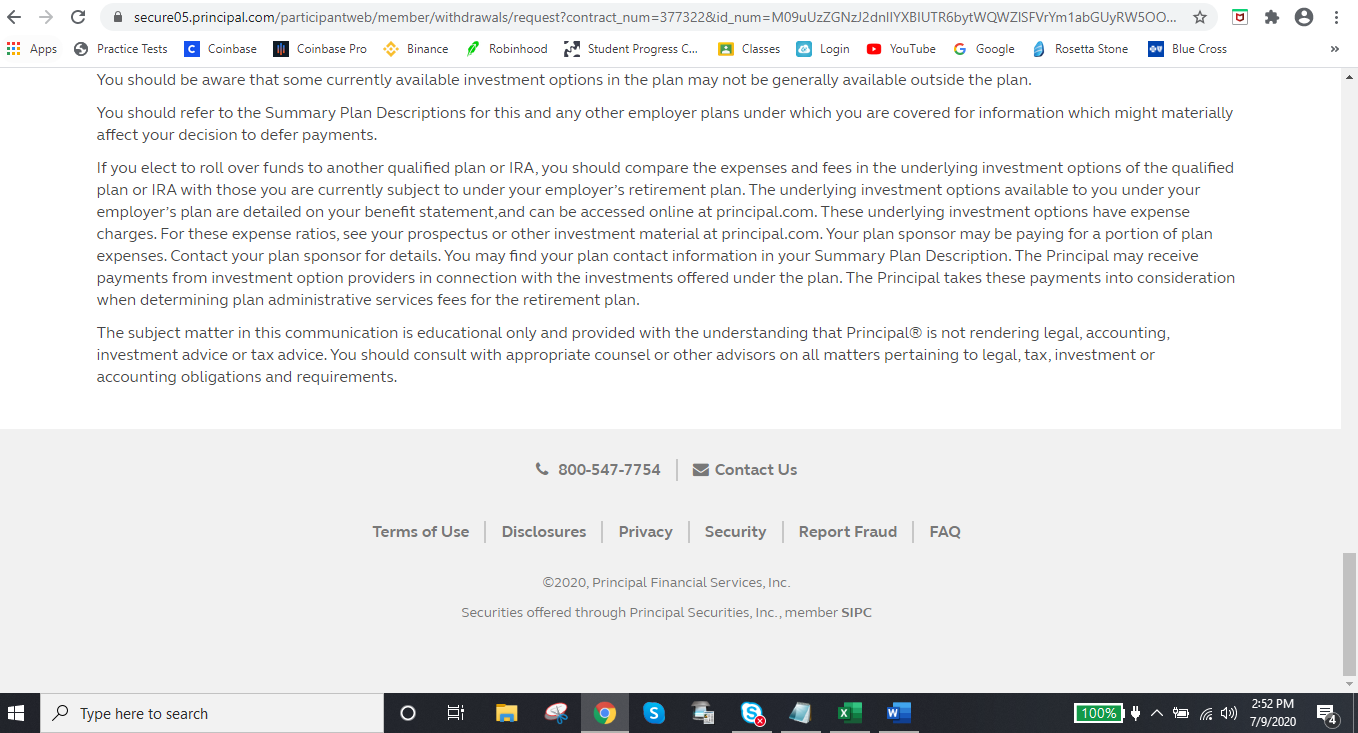 secure05.principal.com/participantweb/member/withdrawals/request?contract_num=377322&id_num=
Apps Practice Tests Coinbase Coinbase Pro Binance Robinhood Student Progress C... Classes Login YouTube Google Rosetta Stone Blue Cross »
You should be aware that some currently available investment options in the plan may not be generally available outside the plan.
You should refer to the Summary Plan Descriptions for this and any other employer plans under which you are covered for information which might materially
affect your decision to defer payments.
If you elect to roll over funds to another qualified plan or IRA, you should compare the expenses and fees in the underlying investment options of the qualified
plan or IRA with those you are currently subject to under your employer's retirement plan. The underlying investment options available to you under your
employer's plan are detailed on your benefit statement,and can be accessed online at principal.com. These underlying investment options have expense
charges. For these expense ratios, see your prospectus or other investment material at principal.com. Your plan sponsor may be paying for a portion of plan
expenses. Contact your plan sponsor for details. You may find your plan contact information in your Summary Plan Description. The Principal may receive
payments from investment option providers in connection with the investments offered under the plan. The Principal takes these payments into consideration
when determining plan administrative services fees for the retirement plan.
The subject matter in this communication is educational only and provided with the understanding that Principal® is not rendering legal, accounting,
investment advice or tax advice. You should consult with appropriate counsel or other advisors on all matters pertaining to legal, tax, investment or
accounting obligations and requirements.
800-547-7754 Contact Us
Terms of Use Disclosures Privacy Security Report Fraud FAQ
©2020, Principal Financial Services, Inc.
Securities offered through Principal Securities, Inc., member SIPC
Type here to search
100%
2:52 PM
7/9/2020
4